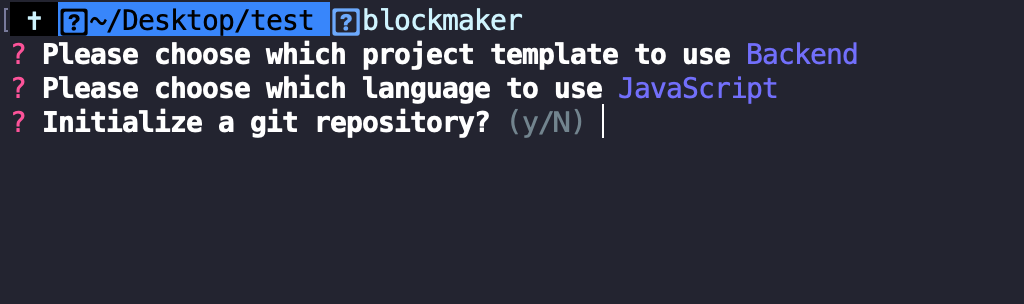 ✝ ~/Desktop/test blockmaker
? Please choose which project template to use Backend
? Please choose which language to use JavaScript
? Initialize a git repository? (y/N)